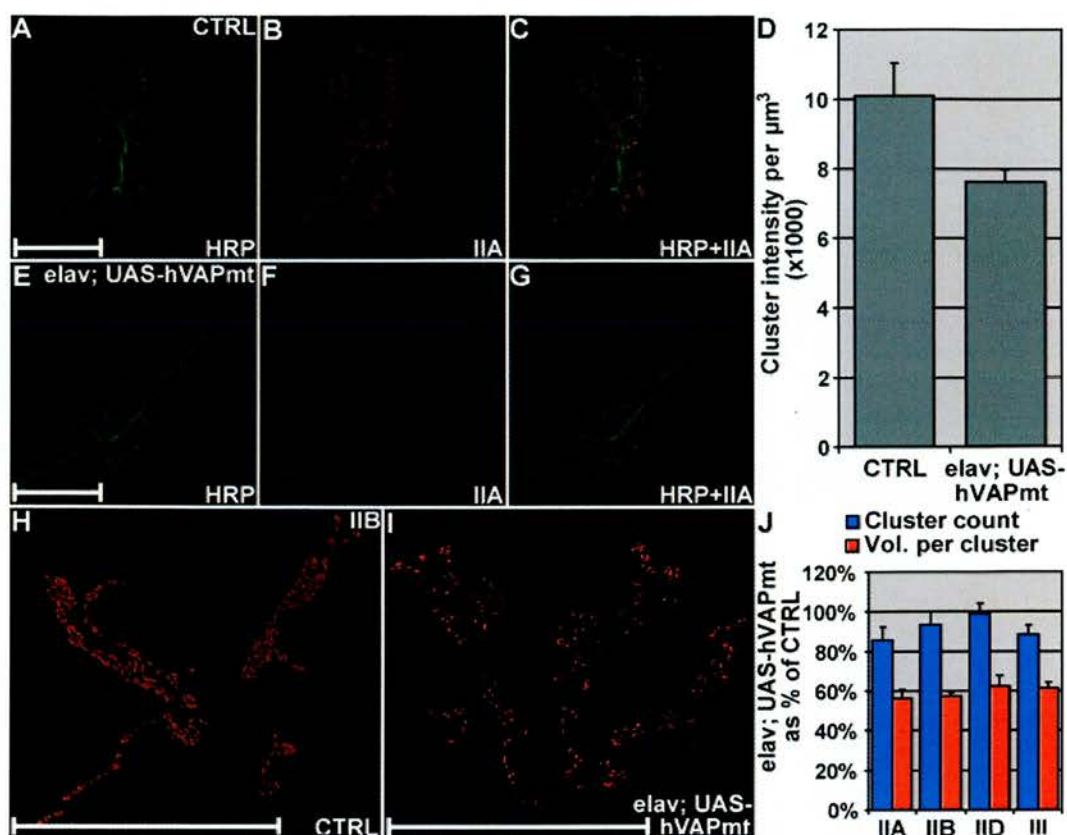 A
CTRL
HRP
B
IIA
C
HRP+IIA
D
Cluster intensity per µm³
(x1000)
12
10
8
6
4
2
0
CTRL
elav; UAS-
hVAPmt
E
elav; UAS-hVAPmt
HRP
F
IIA
G
HRP+IIA
H
IIB
CTRL
I
elav; UAS-
hVAPmt
J
Cluster count
Vol. per cluster
elav; UAS-hVAPmt
as % of CTRL
120%
100%
80%
60%
40%
20%
0%
IIA
IIB
IID
III